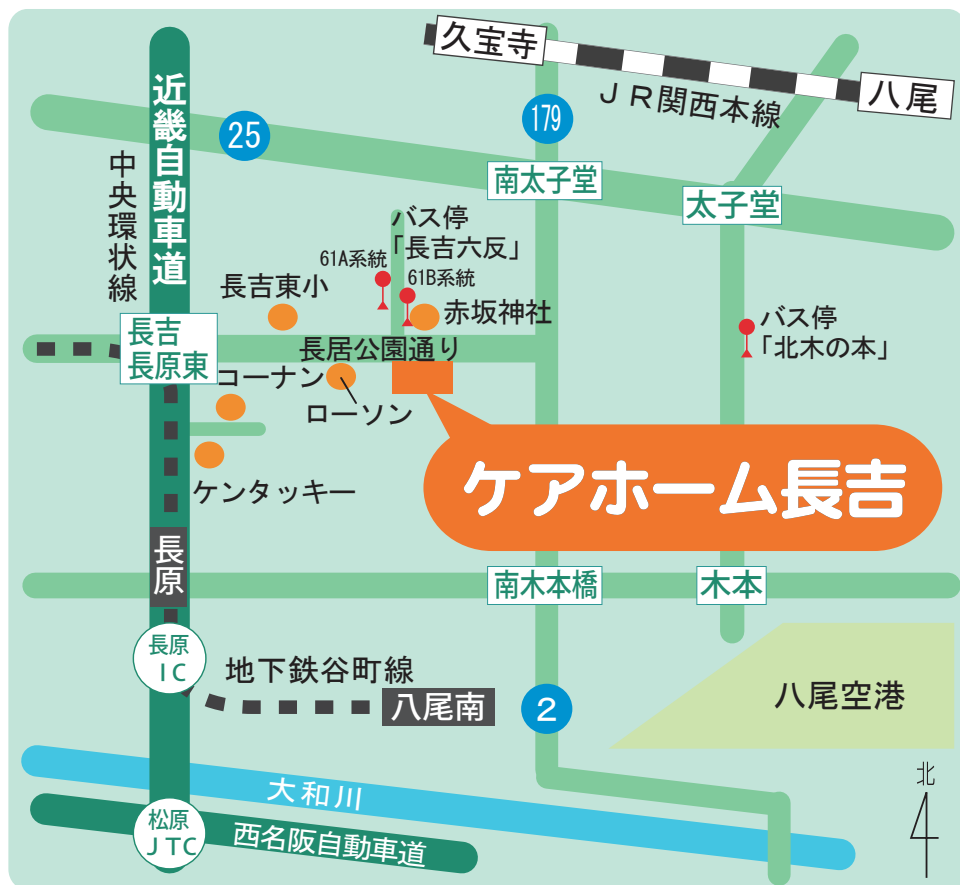 久宝寺
JR関西本線
八尾
近畿自動車道
25
179
中央環状線
南太子堂
太子堂
バス停
「長吉六反」
61A系統
61B系統
長吉東小
赤坂神社
バス停
「北木の本」
長吉
長原東
長居公園通り
コーナン
ローソン
ケンタッキー
ケアホーム長吉
長原
南木本橋
木本
長原
IC
地下鉄谷町線
八尾南
2
八尾空港
大和川
北
松原
JTC
西名阪自動車道